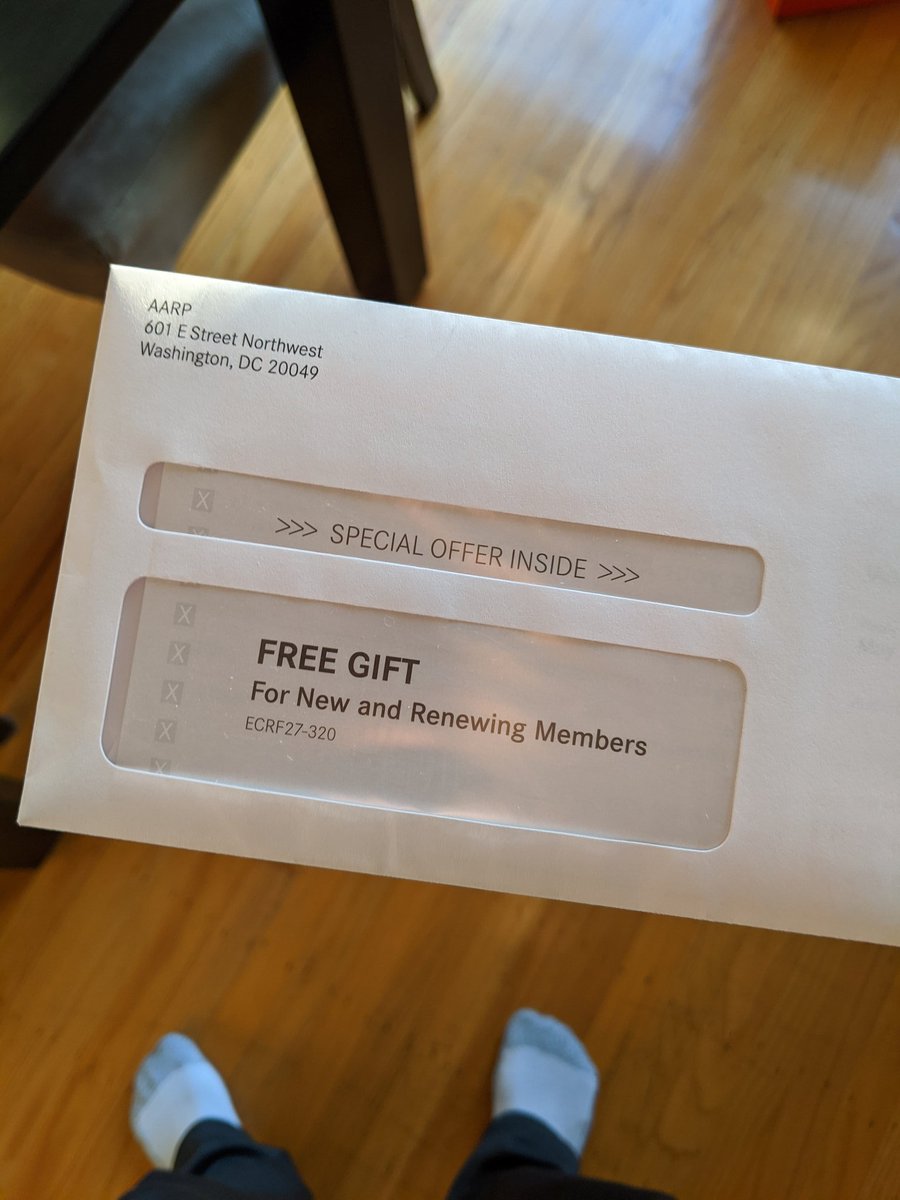 AARP
601 E Street Northwest
Washington, DC 20049
>>> SPECIAL OFFER INSIDE >>>
FREE GIFT
For New and Renewing Members
ECRF27-320